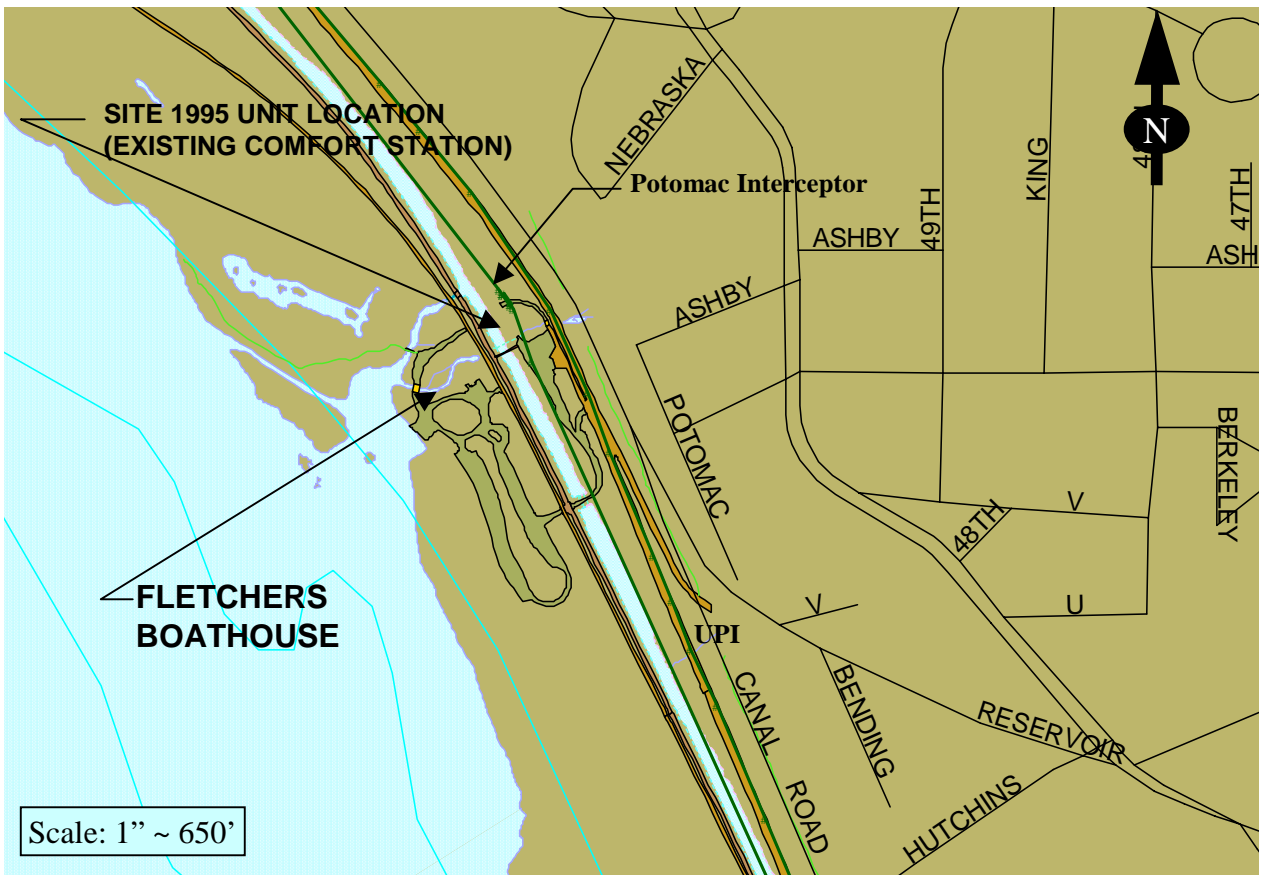 SITE 1995 UNIT LOCATION
(EXISTING COMFORT STATION)
NEBRASKA
Potomac Interceptor
ASHBY
49TH
KING
N
47TH
ASH
ASHBY
POTOMAC
BERKELEY
V
48TH
FLETCHERS
BOATHOUSE
V
U
UPI
CANAL
ROAD
BENDING
RESERVOIR
HUTCHINS
Scale: 1” ~ 650’